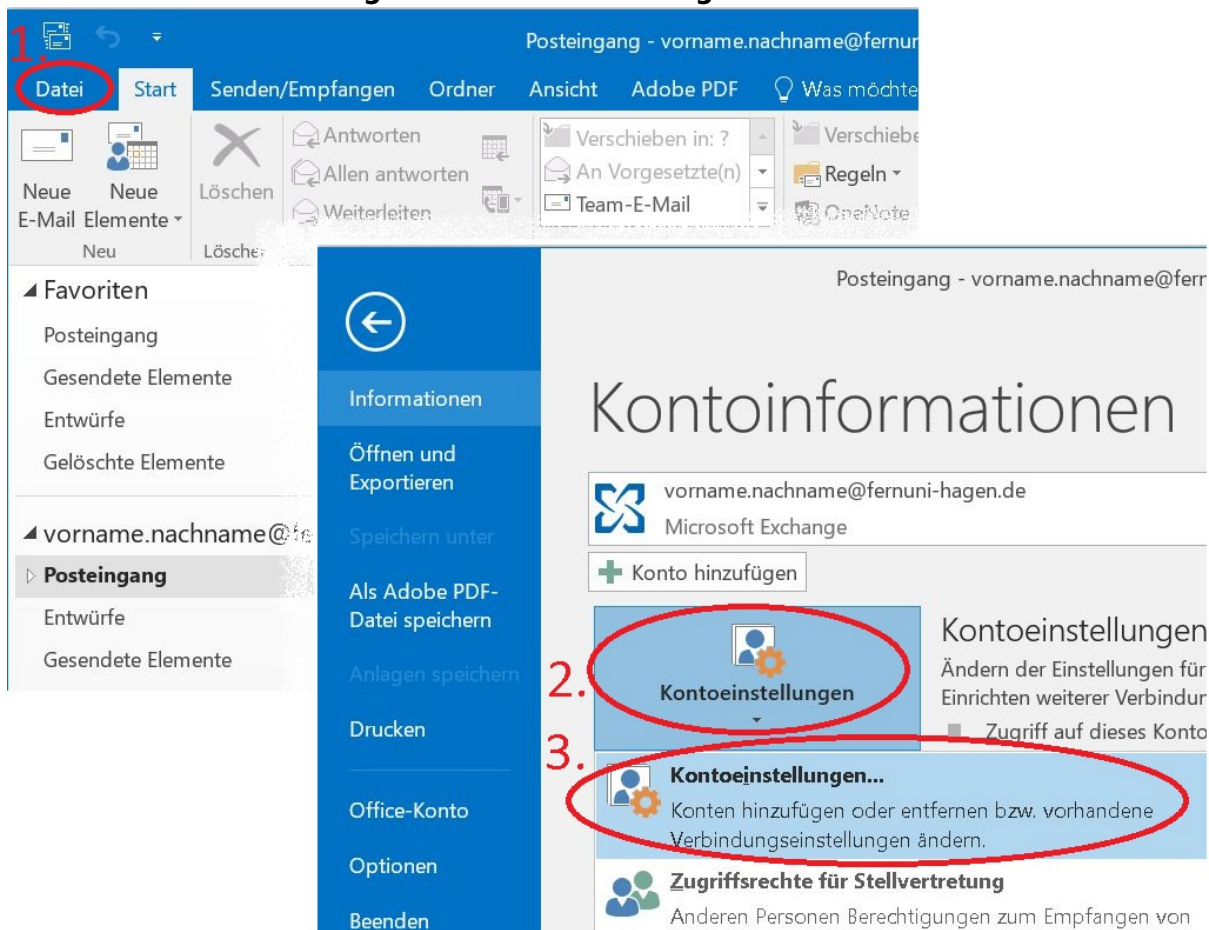 1.
Posteingang - vorname.nachname@fernun
Datei Start Senden/Empfangen Ordner Ansicht Adobe PDF Was möchte
Neue E-Mail
Neue Elemente
Löschen
Antworten
Allen antworten
Weiterleiten
Verschieben in: ?
An Vorgesetzte(n)
Team-E-Mail
Verschiebe
Regeln
OneNote
Neu
Lösche
Favoriten
Posteingang
Gesendete Elemente
Entwürfe
Gelöschte Elemente
vorname.nachname@fe
Posteingang
Entwürfe
Gesendete Elemente
Posteingang - vorname.nachname@fern
Informationen
Öffnen und
Exportieren
Speichern unter
Als Adobe PDF-
Datei speichern
Anlagen speichern
Drucken
Office-Konto
Optionen
Beenden
Kontoinformationen
vorname.nachname@fernuni-hagen.de
Microsoft Exchange
Konto hinzufügen
2.
Kontoeinstellungen
Kontoeinstellungen
Ändern der Einstellungen für
Einrichten weiterer Verbindun
Zugriff auf dieses Konto
3.
Kontoeinstellungen...
Konten hinzufügen oder entfernen bzw. vorhandene
Verbindungseinstellungen ändern.
Zugriffsrechte für Stellvertretung
Anderen Personen Berechtigungen zum Empfangen von